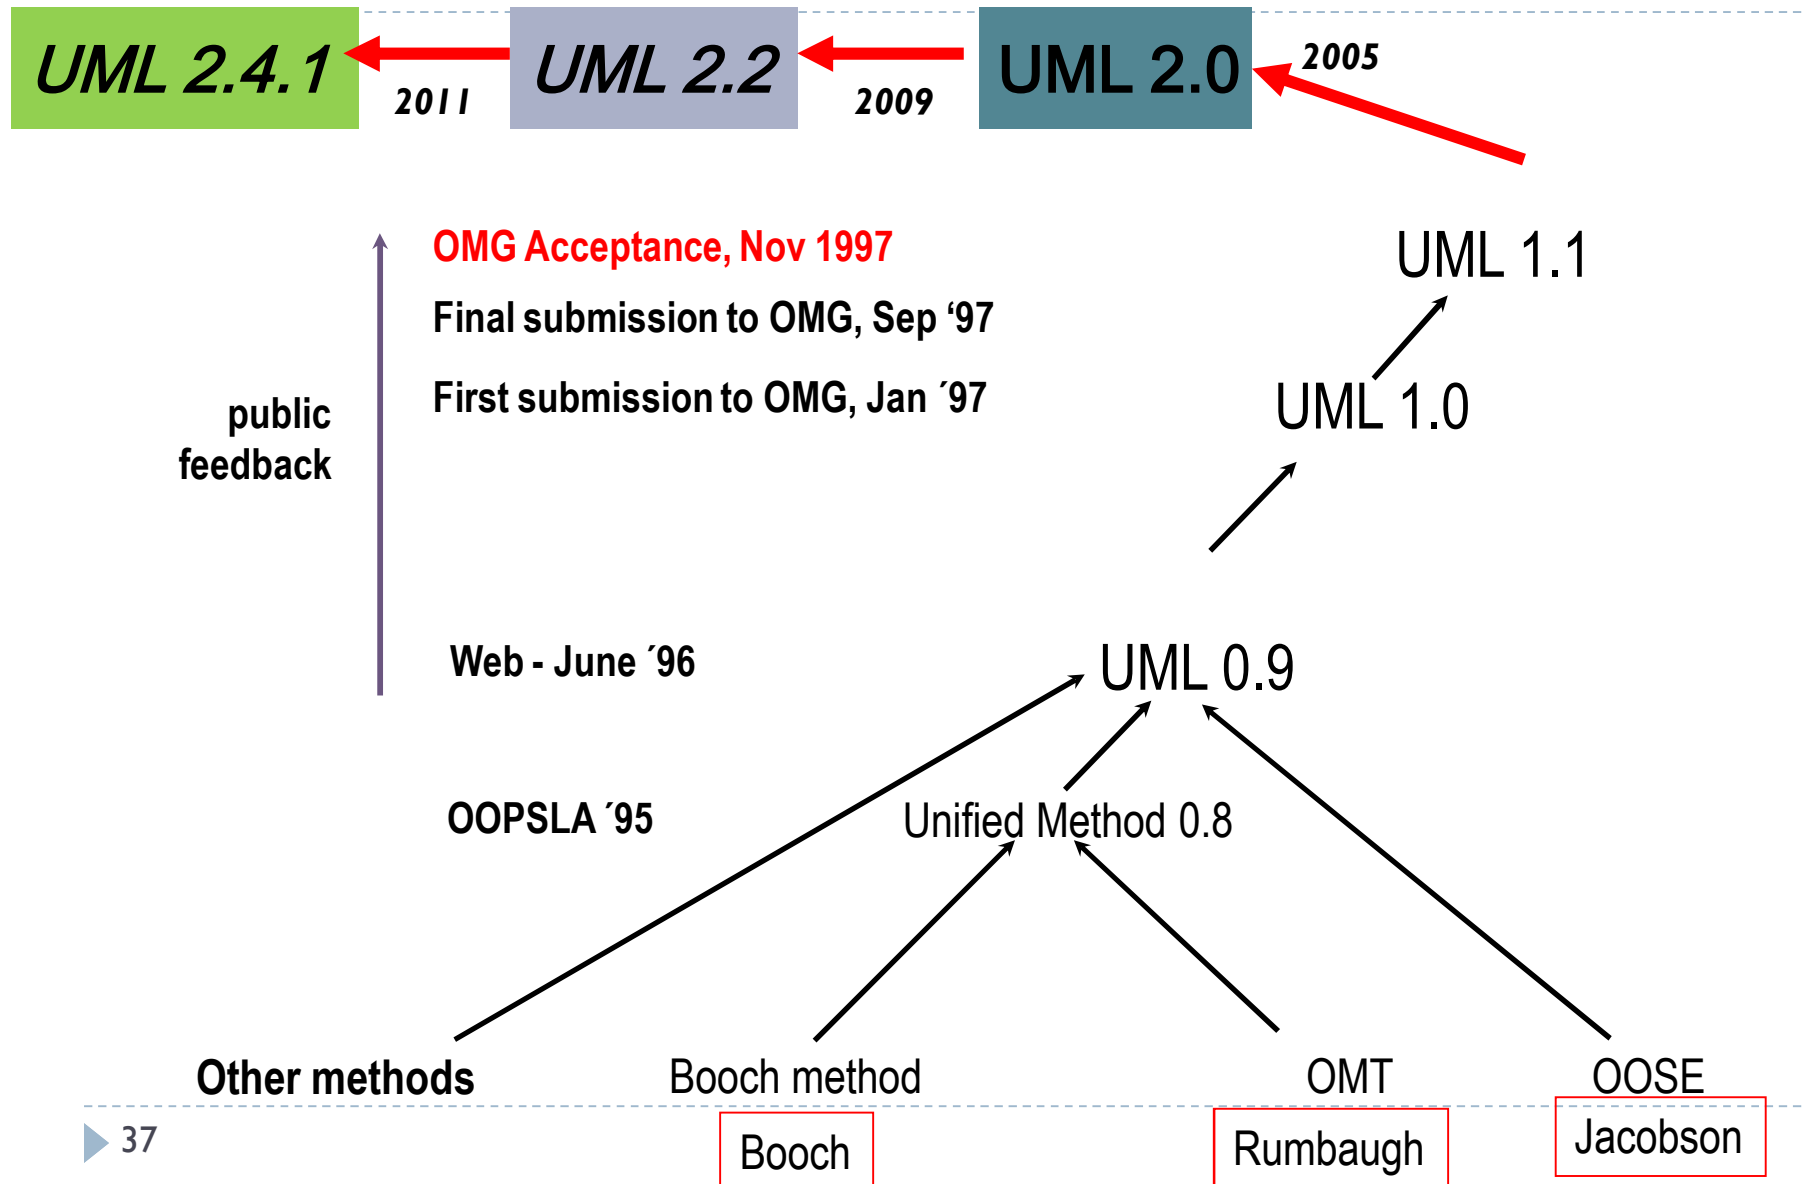 UML 2.4.1
2011
UML 2.2
2009
UML 2.0
2005
OMG Acceptance, Nov 1997
UML 1.1
Final submission to OMG, Sep ‘97
First submission to OMG, Jan ´97
UML 1.0
public
feedback
Web - June ´96
UML 0.9
OOPSLA ´95
Unified Method 0.8
Other methods
Booch method
OMT
OOSE
37
Booch
Rumbaugh
Jacobson